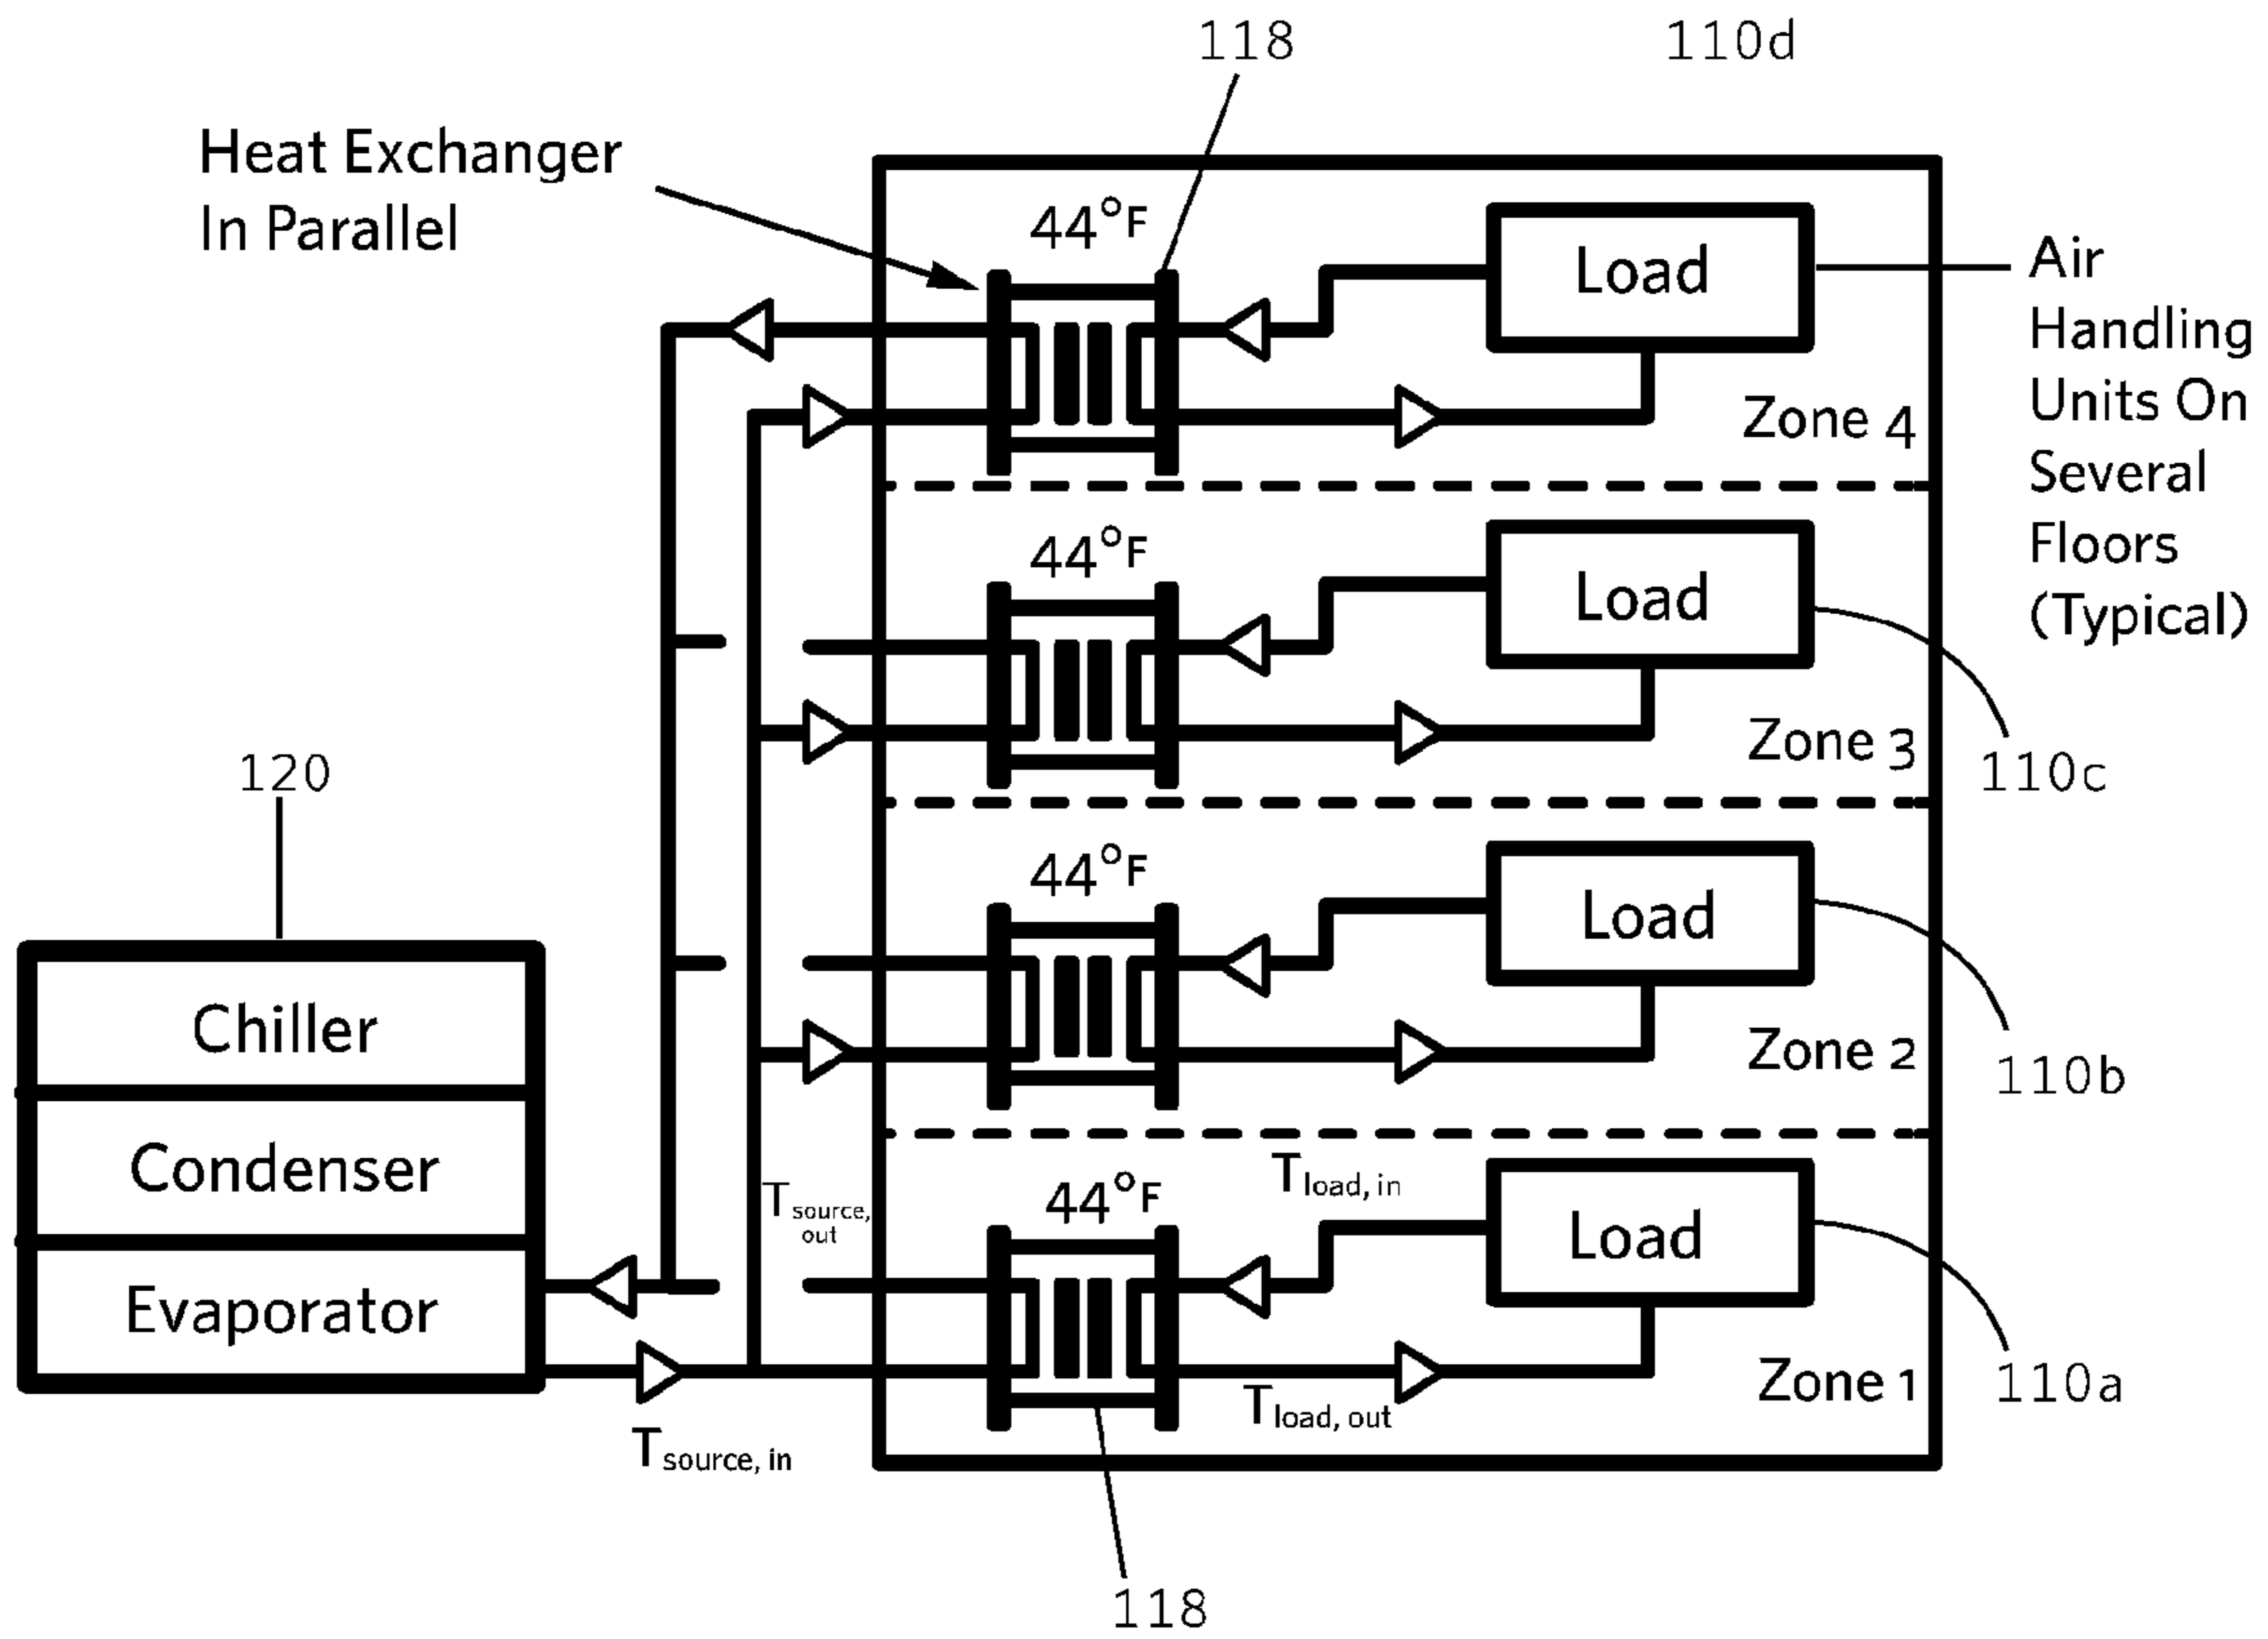 118
110d
Heat Exchanger
In Parallel
44°F
Load
Air
Handling
Units On
Several
Floors
(Typical)
Zone 4
44°F
Load
Zone 3
110c
120
44°F
Load
Zone 2
110b
Chiller
Condenser
Evaporator
Tsource,
out
Tload, in
44°F
Load
Zone 1
110a
Tload, out
Tsource, in
118